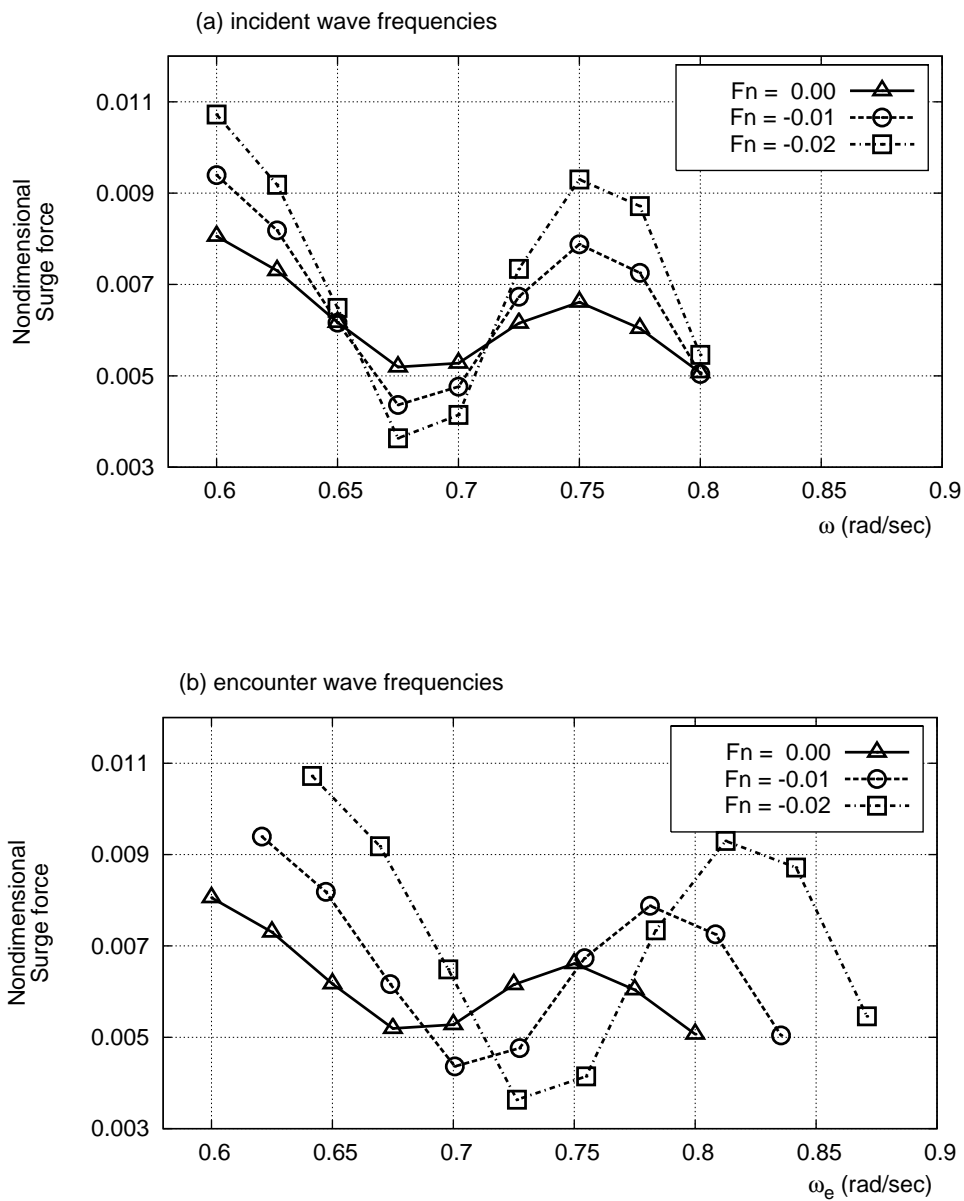 (a) incident wave frequencies
Nondimensional
Surge force
0.011
0.009
0.007
0.005
0.003
Fn = 0.00
Fn = -0.01
Fn = -0.02
0.6 0.65 0.7 0.75 0.8 0.85 0.9
ω (rad/sec)
(b) encounter wave frequencies
Nondimensional
Surge force
0.011
0.009
0.007
0.005
0.003
Fn = 0.00
Fn = -0.01
Fn = -0.02
0.6 0.65 0.7 0.75 0.8 0.85 0.9
ωe (rad/sec)